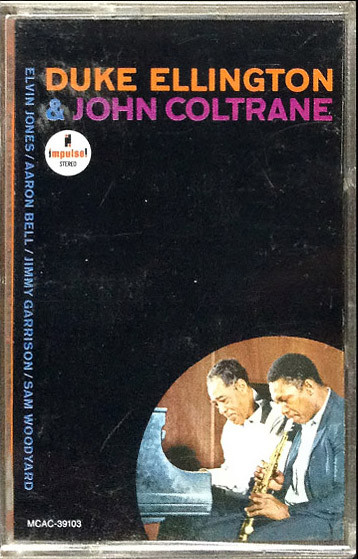 DUKE ELLINGTON
& JOHN COLTRANE
impulse!
STEREO
ELVIN JONES/AARON BELL/JIMMY GARRISON/SAM WOODYARD
MCAC-39103